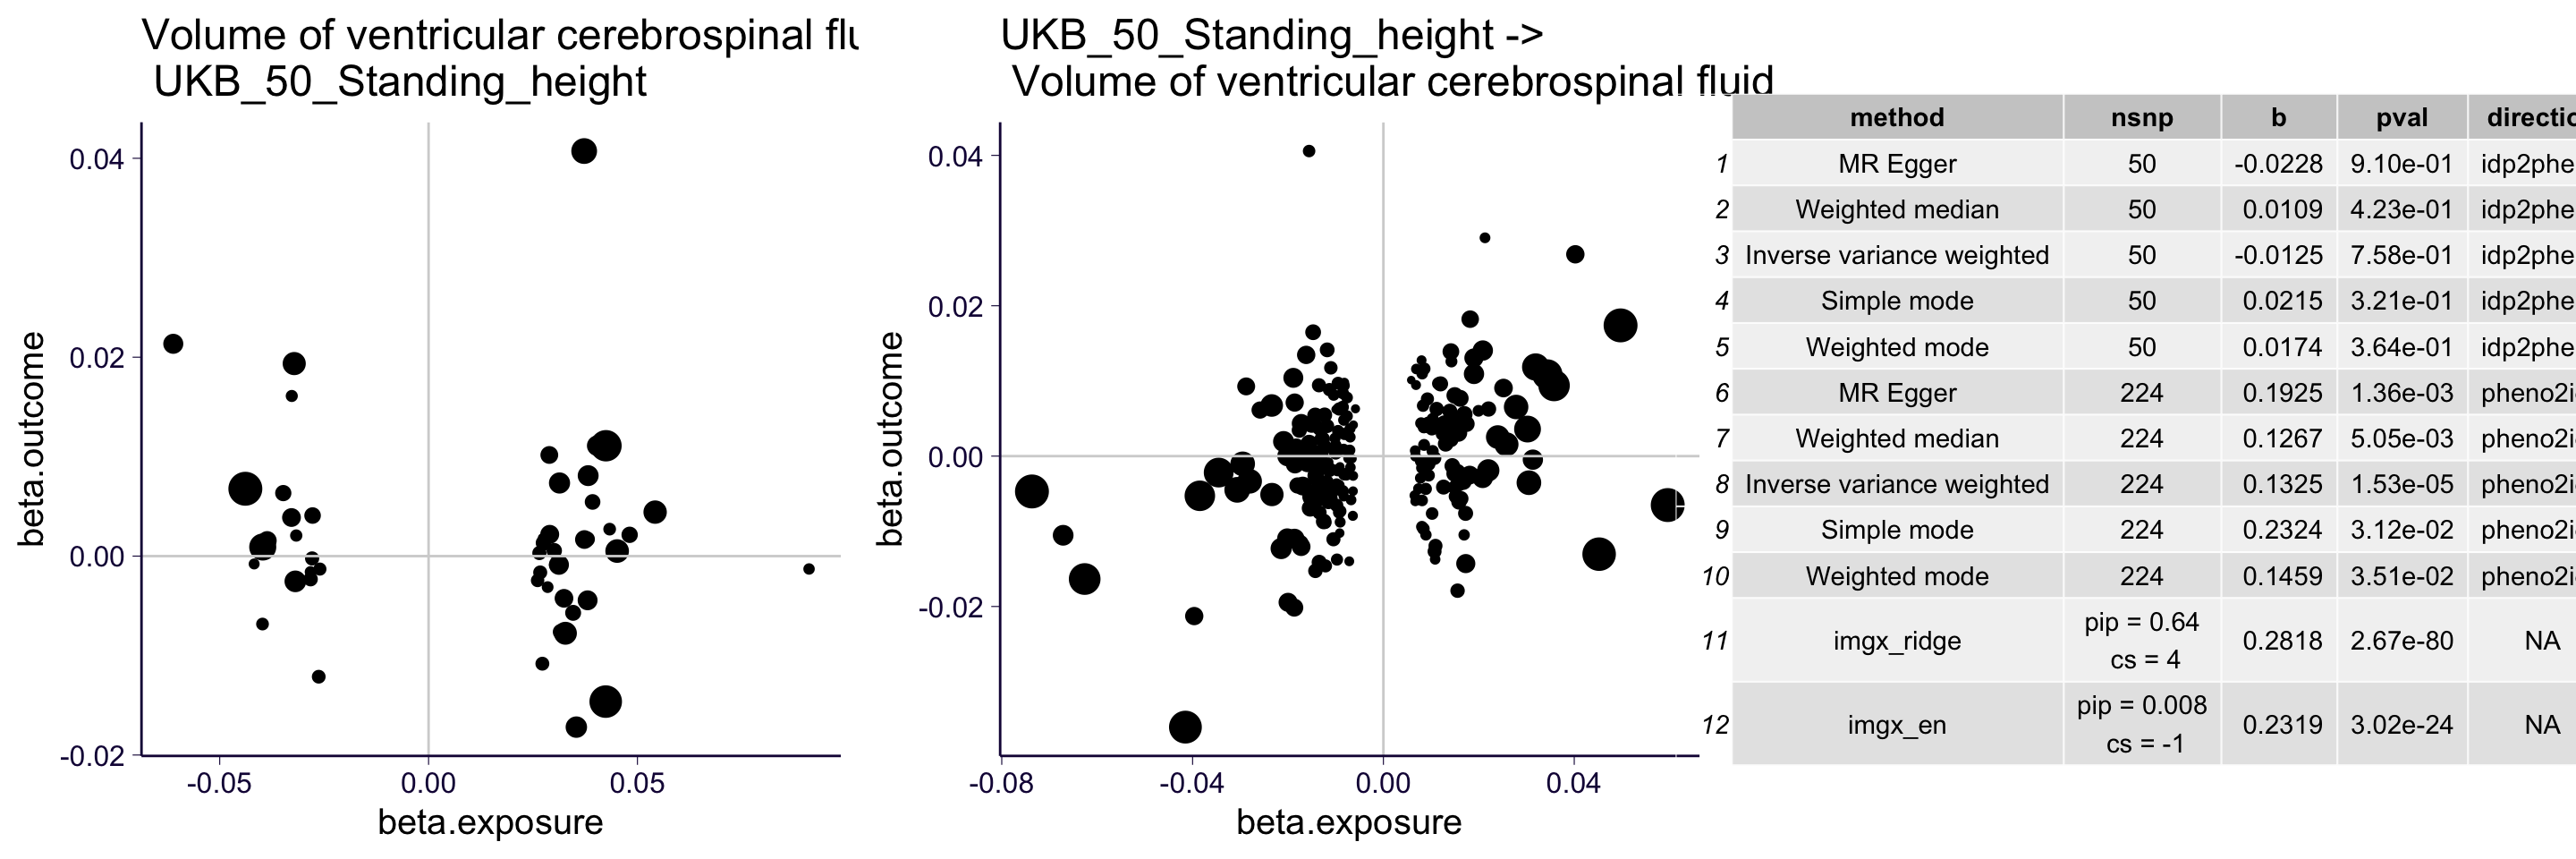 Volume of ventricular cerebrospinal flu
UKB_50_Standing_height
0.04
0.02
0.00
-0.02
beta.outcome
-0.05 0.00 0.05
beta.exposure
UKB_50_Standing_height ->
Volume of ventricular cerebrospinal fluid
0.04
0.02
0.00
-0.02
beta.outcome
-0.08 -0.04 0.00 0.04
beta.exposure
method nsnp b pval directio
1 MR Egger 50 -0.0228 9.10e-01 idp2phe
2 Weighted median 50 0.0109 4.23e-01 idp2phe
3 Inverse variance weighted 50 -0.0125 7.58e-01 idp2phe
4 Simple mode 50 0.0215 3.21e-01 idp2phe
5 Weighted mode 50 0.0174 3.64e-01 idp2phe
6 MR Egger 224 0.1925 1.36e-03 pheno2i
7 Weighted median 224 0.1267 5.05e-03 pheno2i
8 Inverse variance weighted 224 0.1325 1.53e-05 pheno2i
9 Simple mode 224 0.2324 3.12e-02 pheno2i
10 Weighted mode 224 0.1459 3.51e-02 pheno2i
pip = 0.64
11 imgx_ridge 0.2818 2.67e-80 NA
cs = 4
pip = 0.008
12 imgx_en 0.2319 3.02e-24 NA
cs = -1